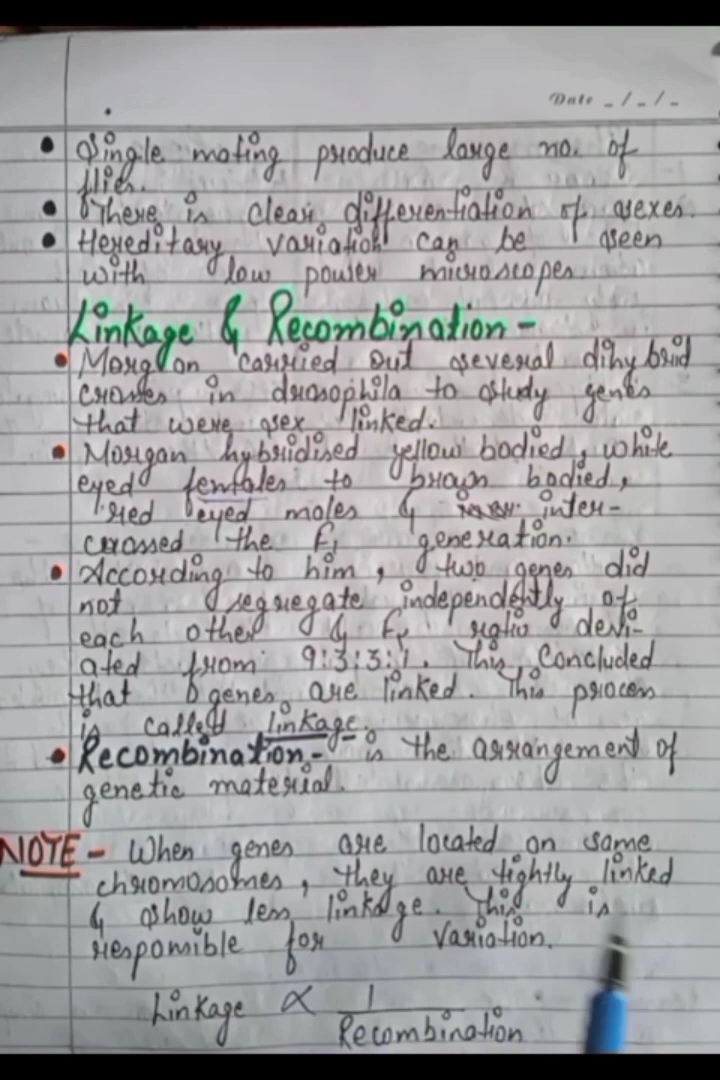 Date _/_/_
• Single mating produce large no. of
flies.
• There is clear differentiation of sexes.
• Hereditary variation can be seen
with low power microscopes
Linkage & Recombination -
• Morgan carried out several dihybrid
crosses in drosophila to study genes
that were sex linked.
• Morgan hybridised yellow bodied, white
eyed females to brown bodied,
red eyed males & inter-
crossed the F1 generation.
• According to him, two genes did
not segregate independently of
each other & ratio devi-
ated from 9:3:3:1. This concluded
that genes are linked. This process
is called linkage.
• Recombination - is the arrangement of
genetic material.
NOTE - When genes are located on same
chromosomes, they are tightly linked
& show less linkage. This is
responsible for variation.
Linkage ∝ 1
Recombination